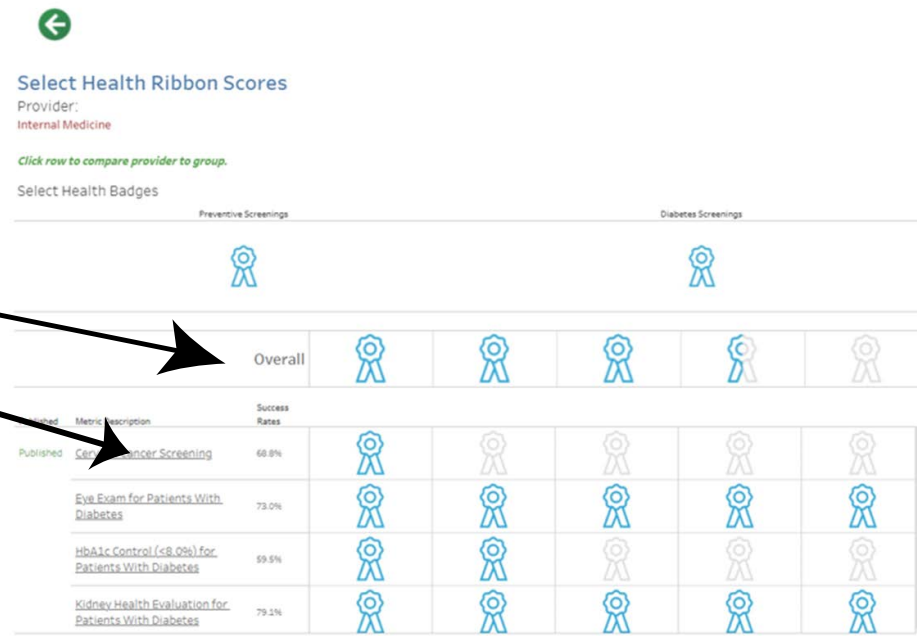 Select Health Ribbon Scores
Provider:
Internal Medicine
Click row to compare provider to group.
Select Health Badges
Preventive Screenings
Diabetes Screenings
Overall
Success
Metric Description Rates
Published Screening 68.8%
Eye Exam for Patients With
Diabetes 73.0%
HbA1c Control (<8.0%) for
Patients With Diabetes 59.5%
Kidney Health Evaluation for
Patients With Diabetes 79.1%